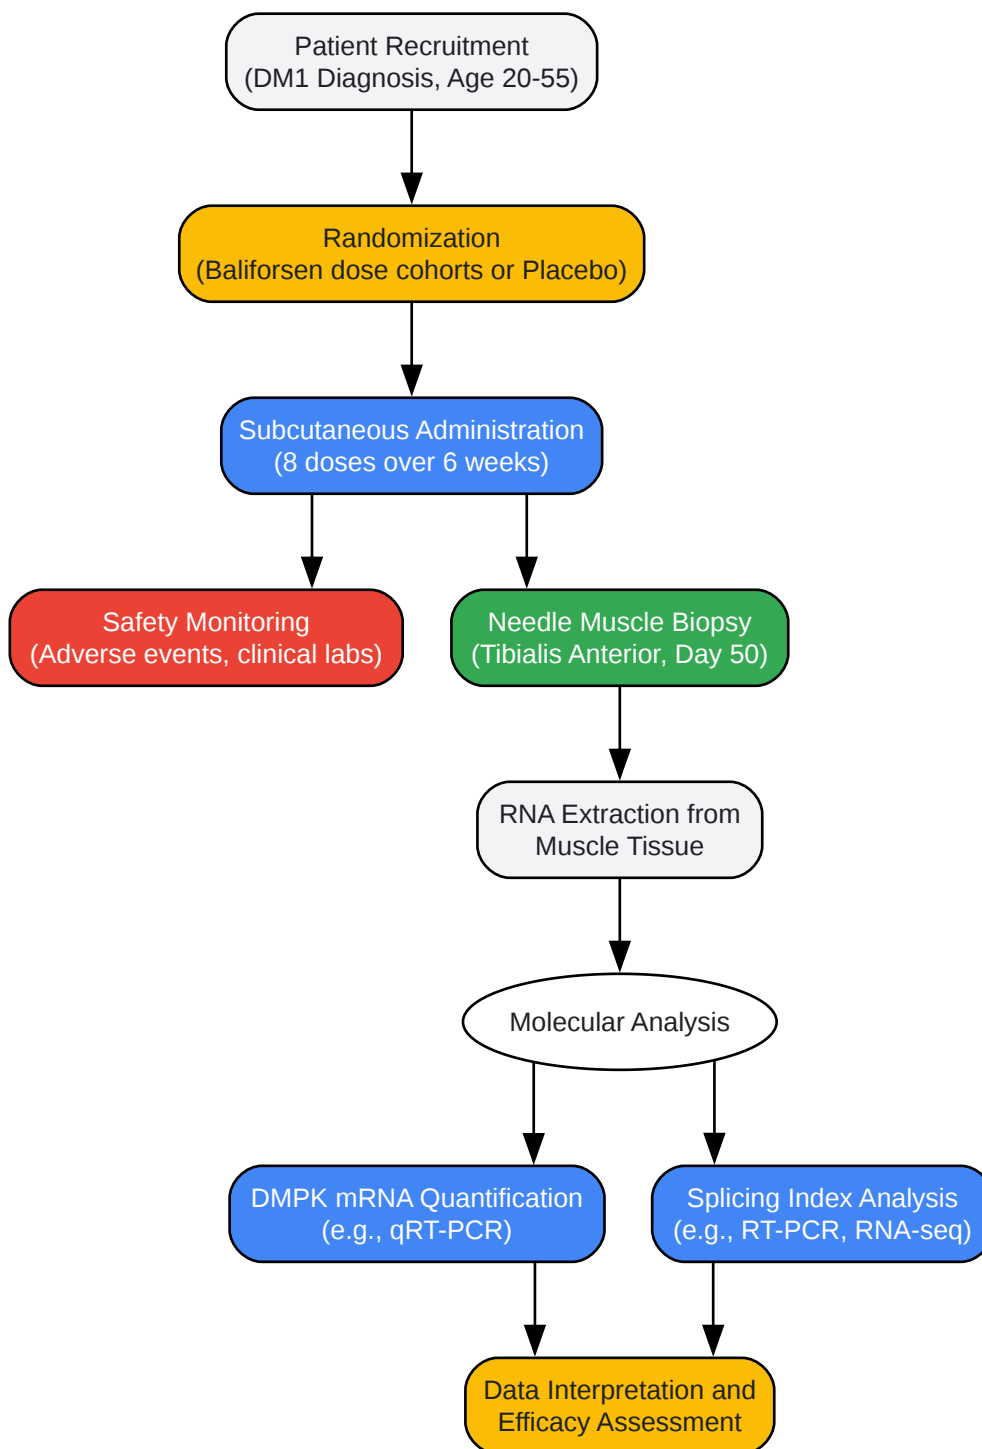 Patient Recruitment
(DM1 Diagnosis, Age 20-55)
Randomization
(Baliforsen dose cohorts or Placebo)
Subcutaneous Administration
(8 doses over 6 weeks)
Safety Monitoring
(Adverse events, clinical labs)
Needle Muscle Biopsy
(Tibialis Anterior, Day 50)
RNA Extraction from
Muscle Tissue
Molecular Analysis
DMPK mRNA Quantification
(e.g., qRT-PCR)
Splicing Index Analysis
(e.g., RT-PCR, RNA-seq)
Data Interpretation and
Efficacy Assessment